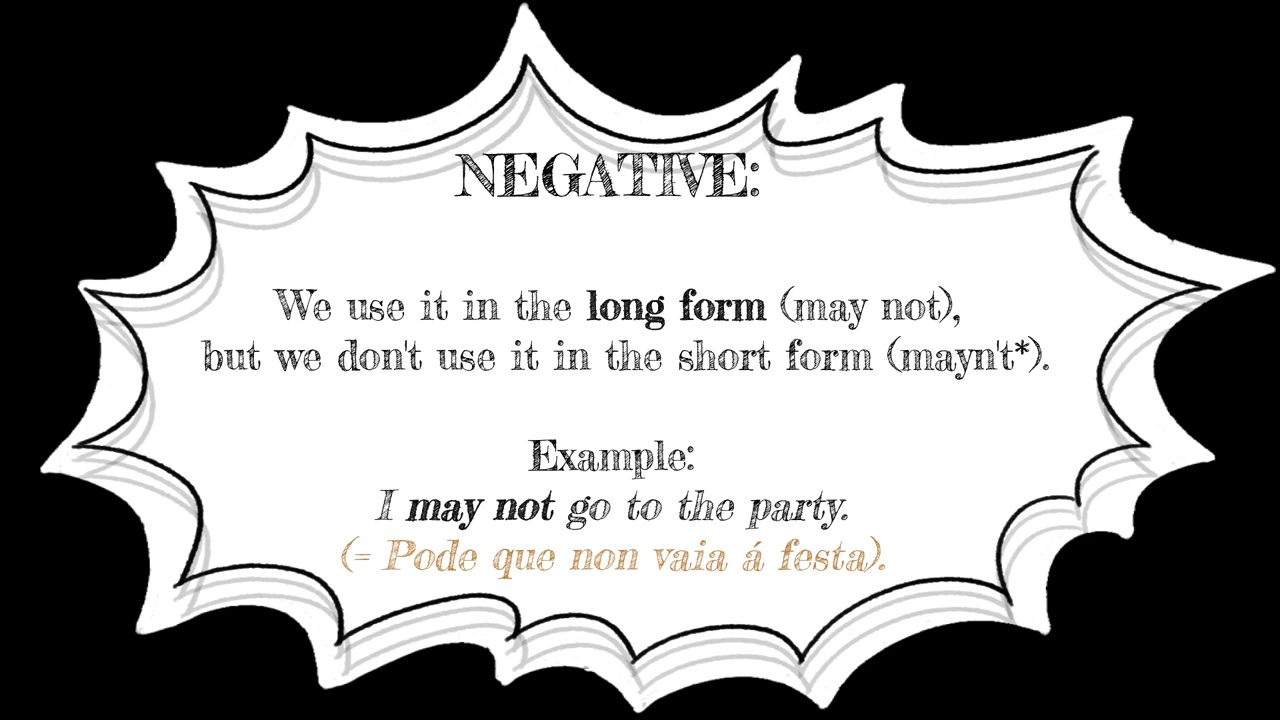 NEGATIVE:
We use it in the long form (may not),
but we don't use it in the short form (mayn't*).
Example:
I may not go to the party.
(= Pode que non vaia á festa).